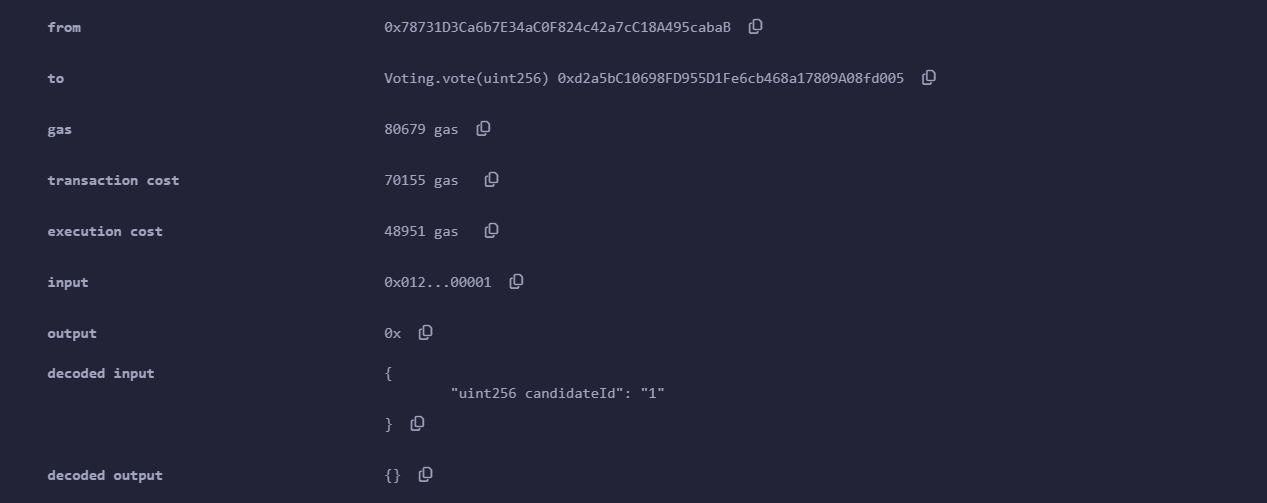 from 0x78731D3Ca6b7E34aC0F824c42a7cC18A495cabaB
to Voting.vote(uint256) 0xd2a5bC10698FD955D1Fe6cb468a17809A08fd005
gas 80679 gas
transaction cost 70155 gas
execution cost 48951 gas
input 0x012...00001
output 0x
decoded input {
"uint256 candidateId": "1"
}
decoded output {}